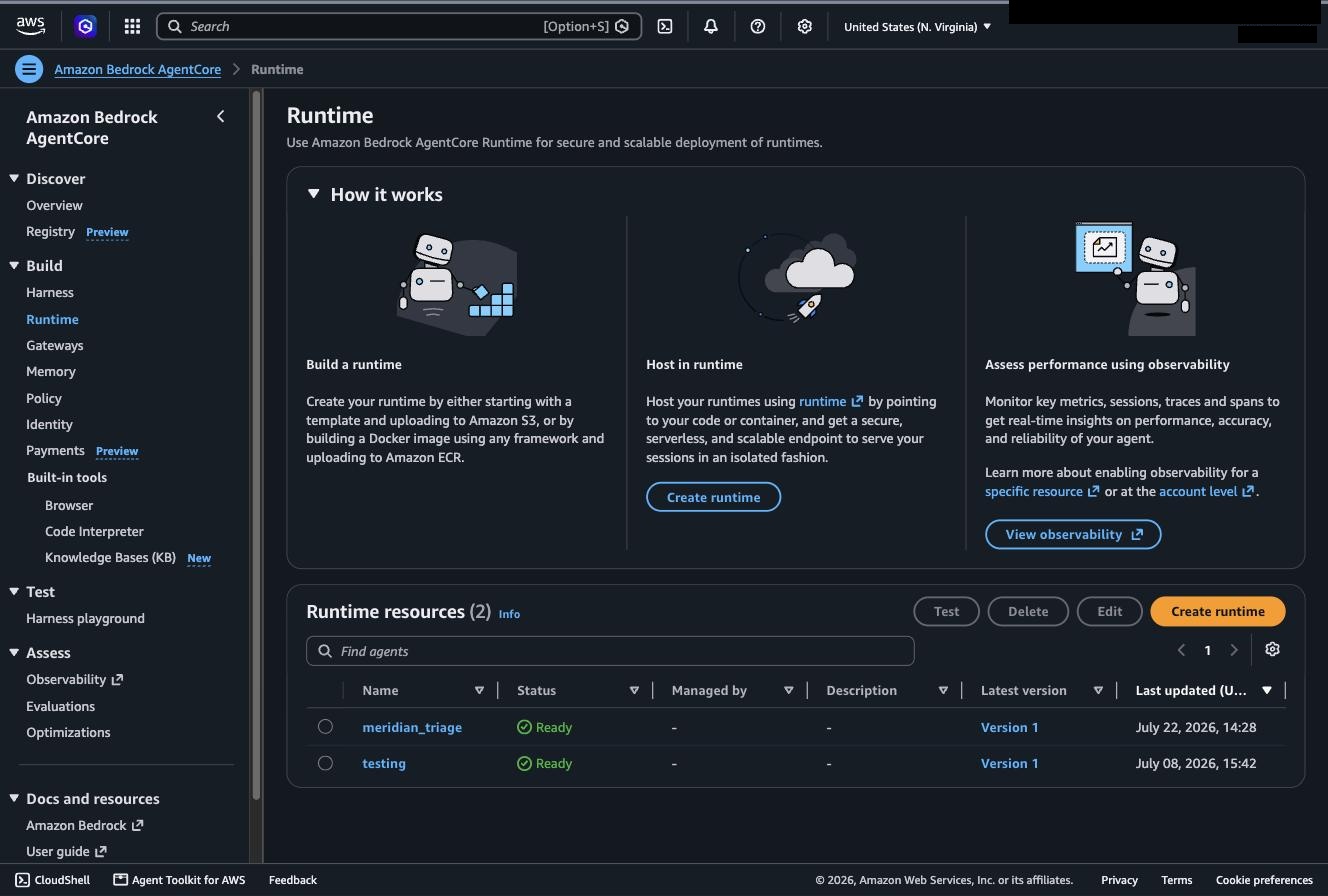 aws
Search [Option+S]
United States (N. Virginia)
Amazon Bedrock AgentCore
Runtime
Amazon Bedrock
AgentCore
Discover
Overview
Registry Preview
Build
Harness
Runtime
Gateways
Memory
Policy
Identity
Payments Preview
Built-in tools
Browser
Code Interpreter
Knowledge Bases (KB) New
Test
Harness playground
Assess
Observability
Evaluations
Optimizations
Docs and resources
Amazon Bedrock
User guide
Runtime
Use Amazon Bedrock AgentCore Runtime for secure and scalable deployment of runtimes.
How it works
Build a runtime
Create your runtime by either starting with a
template and uploading to Amazon S3, or by
building a Docker image using any framework and
uploading to Amazon ECR.
Host in runtime
Host your runtimes using runtime by pointing
to your code or container, and get a secure,
serverless, and scalable endpoint to serve your
sessions in an isolated fashion.
Create runtime
Assess performance using observability
Monitor key metrics, sessions, traces and spans to
get real-time insights on performance, accuracy,
and reliability of your agent.
Learn more about enabling observability for a
specific resource or at the account level.
View observability
Runtime resources (2) Info
Test Delete Edit Create runtime
Find agents
1
Name Status Managed by Description Latest version Last updated (U...
meridian_triage Ready - - Version 1 July 22, 2026, 14:28
testing Ready - - Version 1 July 08, 2026, 15:42
CloudShell Agent Toolkit for AWS Feedback
© 2026, Amazon Web Services, Inc. or its affiliates. Privacy Terms Cookie preferences